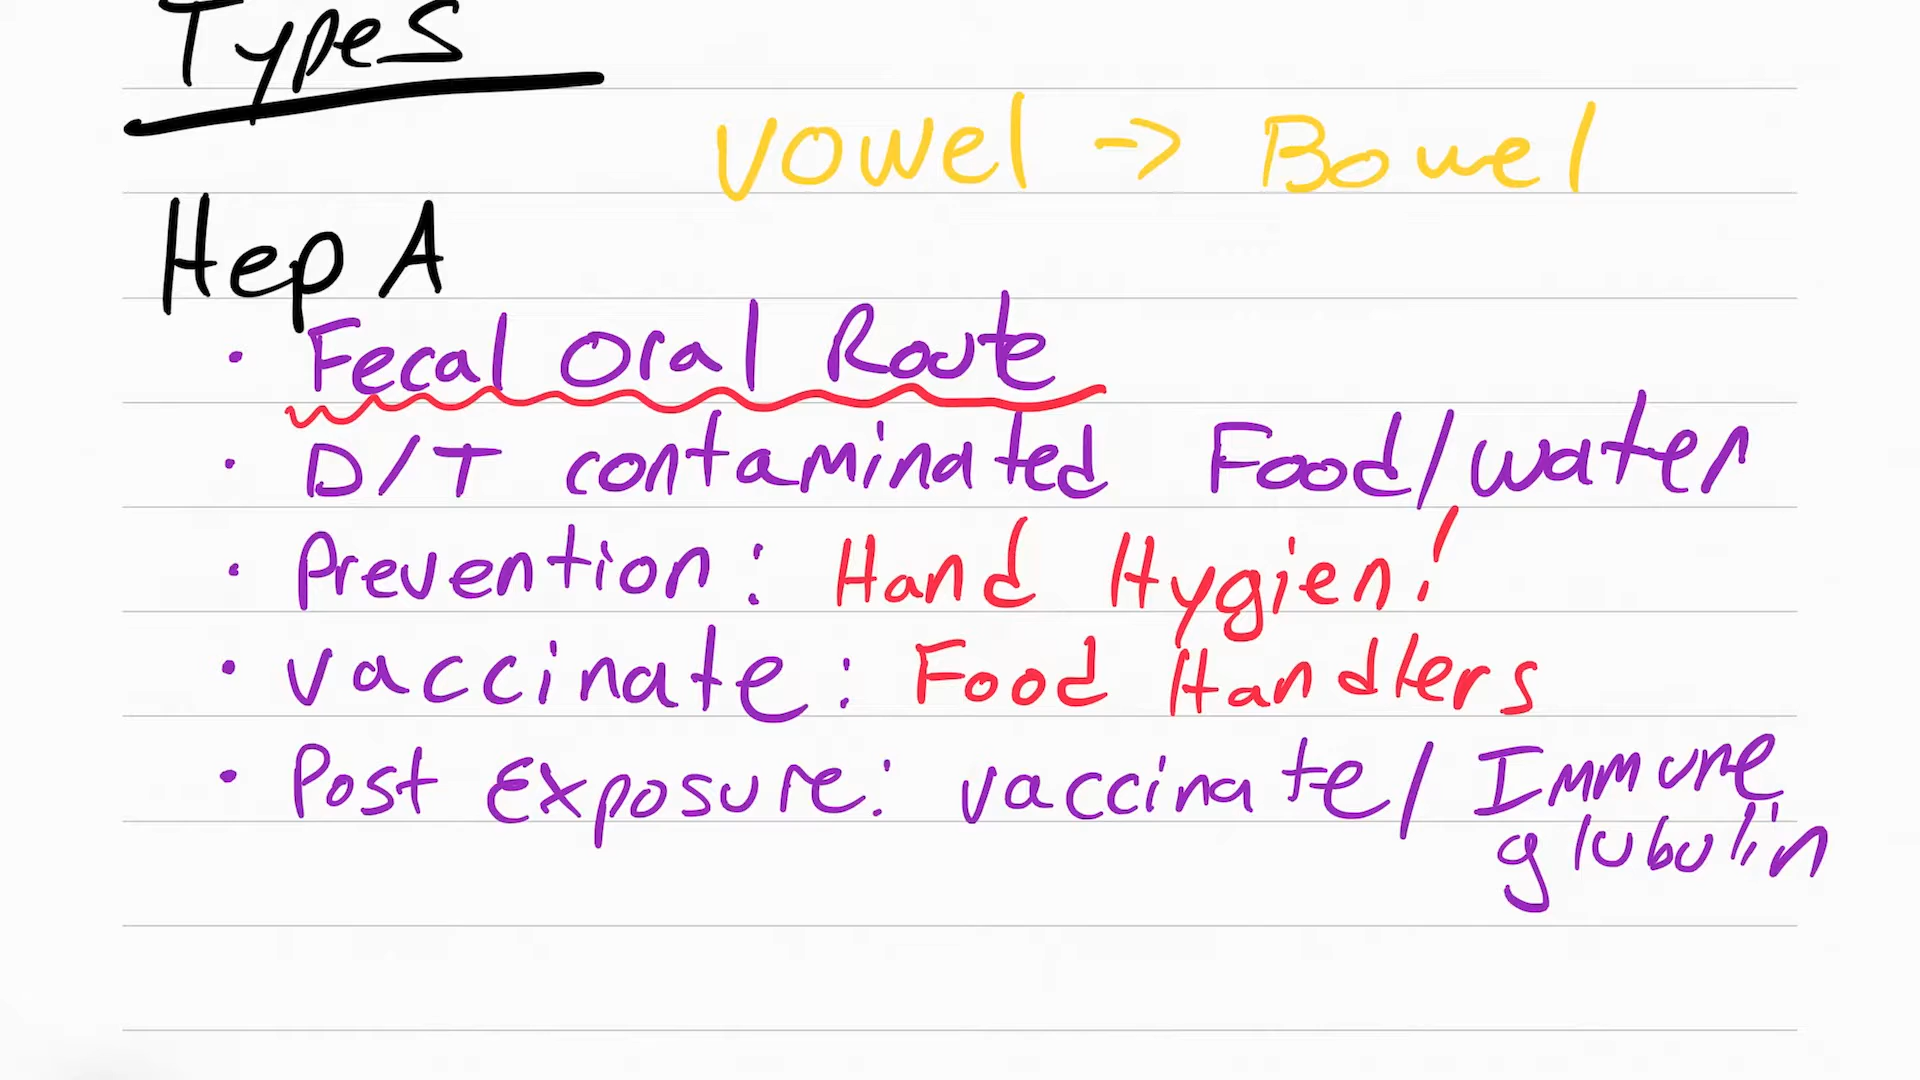 Types
vowel -> Bowel
Hep A
• Fecal Oral Route
• D/T contaminated Food/water
• Prevention: Hand Hygien!
• vaccinate: Food Handlers
• Post Exposure: vaccinate/ Immune
glubulin